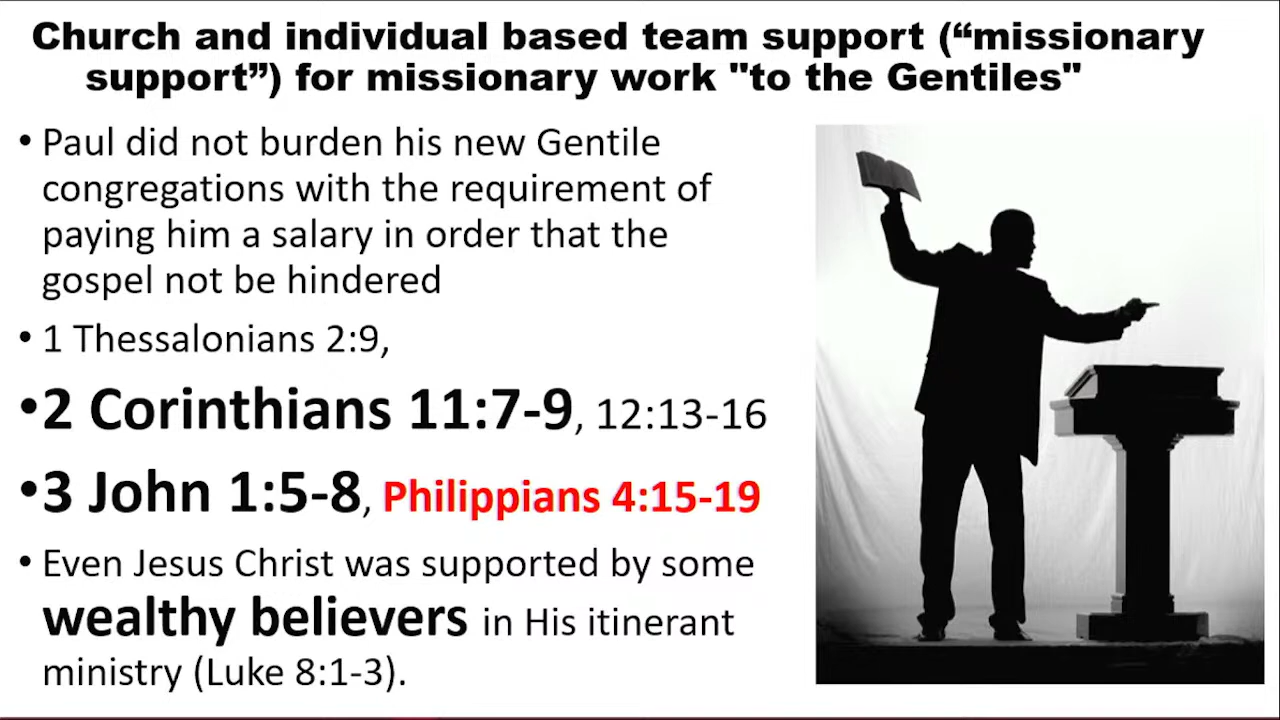 Church and individual based team support (“missionary
support”) for missionary work "to the Gentiles"
• Paul did not burden his new Gentile
congregations with the requirement of
paying him a salary in order that the
gospel not be hindered
• 1 Thessalonians 2:9,
•2 Corinthians 11:7-9, 12:13-16
•3 John 1:5-8, Philippians 4:15-19
• Even Jesus Christ was supported by some
wealthy believers in His itinerant
ministry (Luke 8:1-3).